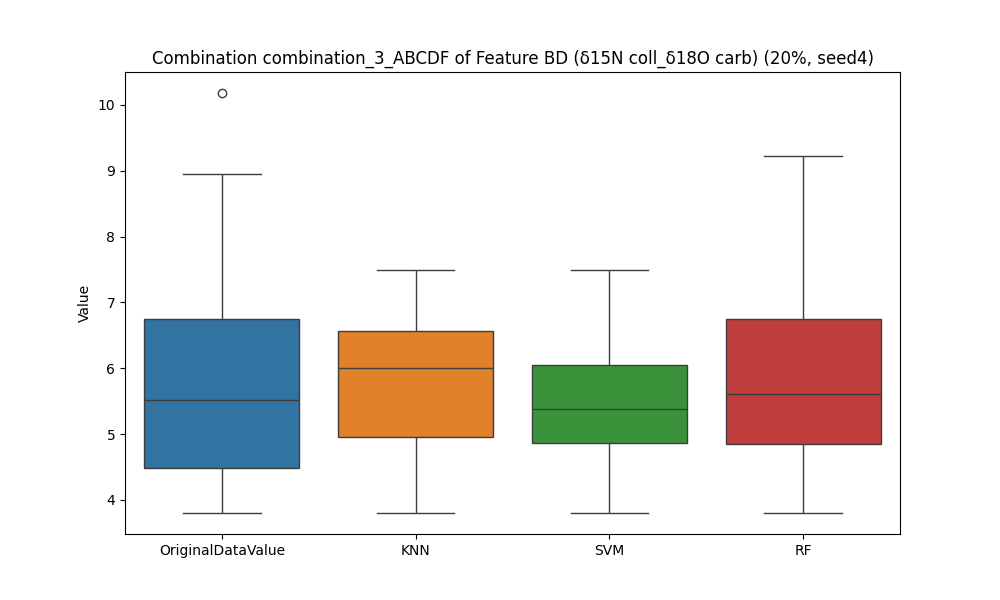 Combination combination_3_ABCDF of Feature BD (δ15N coll_δ18O carb) (20%, seed4)
10
9
8
7
6
5
4
Value
OriginalDataValue
KNN
SVM
RF